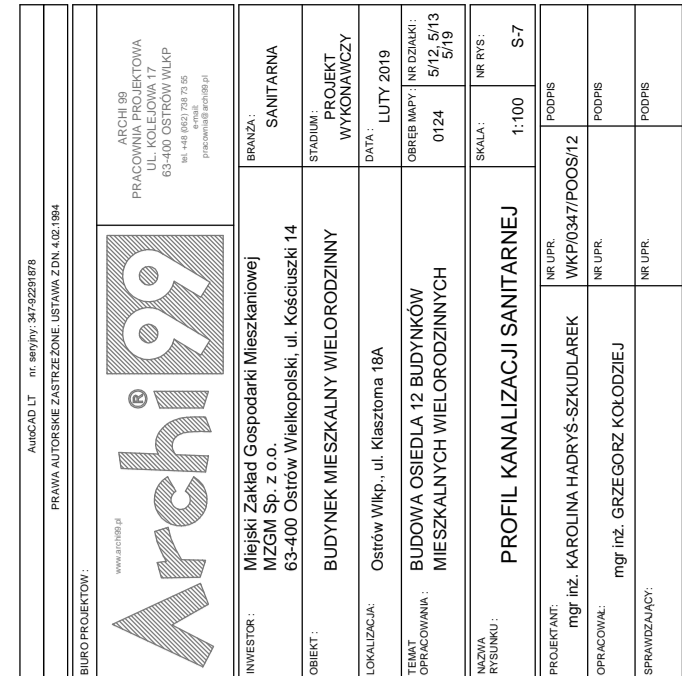 AutoCAD LT nr. seryjny: 347-92291878
PRAWA AUTORSKIE ZASTRZEŻONE. USTAWA Z DN. 4.02.1994
BIURO PROJEKTOW :
www.archi99.pl
Archi 99 ®
ARCHI 99
PRACOWNIA PROJEKTOWA
UL. KOLEJOWA 17
63-400 OSTRÓW WLKP
tel. +48 (062) 738 73 55
e-mail:
pracownia@archi99.pl
INWESTOR :
Miejski Zakład Gospodarki Mieszkaniowej
MZGM Sp. z o.o.
63-400 Ostrów Wielkopolski, ul. Kościuszki 14
BRANŻA :
SANITARNA
OBIEKT :
BUDYNEK MIESZKALNY WIELORODZINNY
STADIUM :
PROJEKT
WYKONAWCZY
LOKALIZACJA:
Ostrów Wlkp., ul. Klasztorna 18A
DATA :
LUTY 2019
TEMAT
OPRACOWANIA :
BUDOWA OSIEDLA 12 BUDYNKÓW
MIESZKALNYCH WIELORODZINNYCH
OBRĘB MAPY :
0124
NR DZIAŁKI :
5/12, 5/13
5/19
NAZWA
RYSUNKU :
PROFIL KANALIZACJI SANITARNEJ
SKALA :
1:100
NR RYS :
S-7
PROJEKTANT:
mgr inż. KAROLINA HADRYŚ-SZKUDLAREK
NR UPR.
WKP/0347/POOS/12
PODPIS
OPRACOWAŁ:
mgr inż. GRZEGORZ KOŁODZIEJ
NR UPR.
PODPIS
SPRAWDZAJĄCY:
NR UPR.
PODPIS